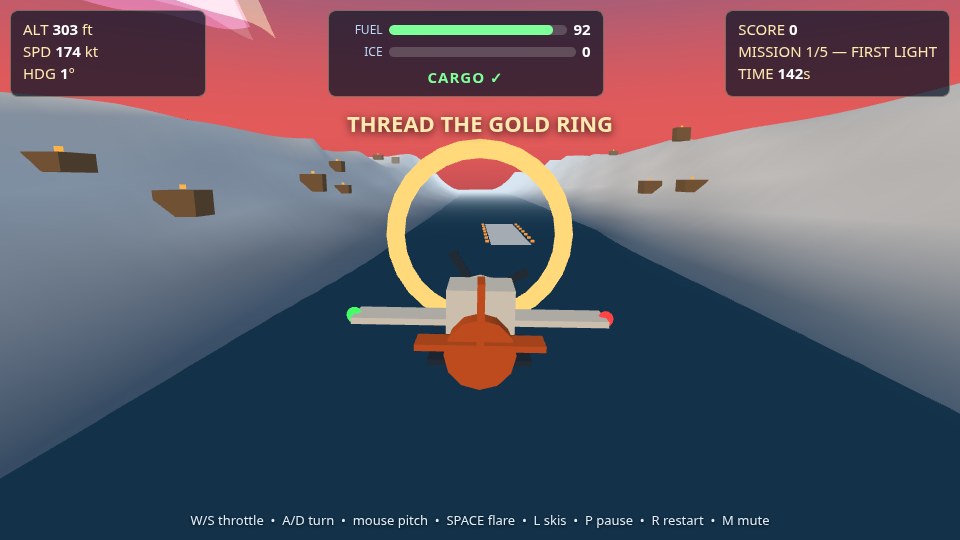 ALT 303 ft
SPD 174 kt
HDG 1°
FUEL 92
ICE 0
CARGO ✓
SCORE 0
MISSION 1/5 — FIRST LIGHT
TIME 142s
THREAD THE GOLD RING
W/S throttle • A/D turn • mouse pitch • SPACE flare • L skis • P pause • R restart • M mute